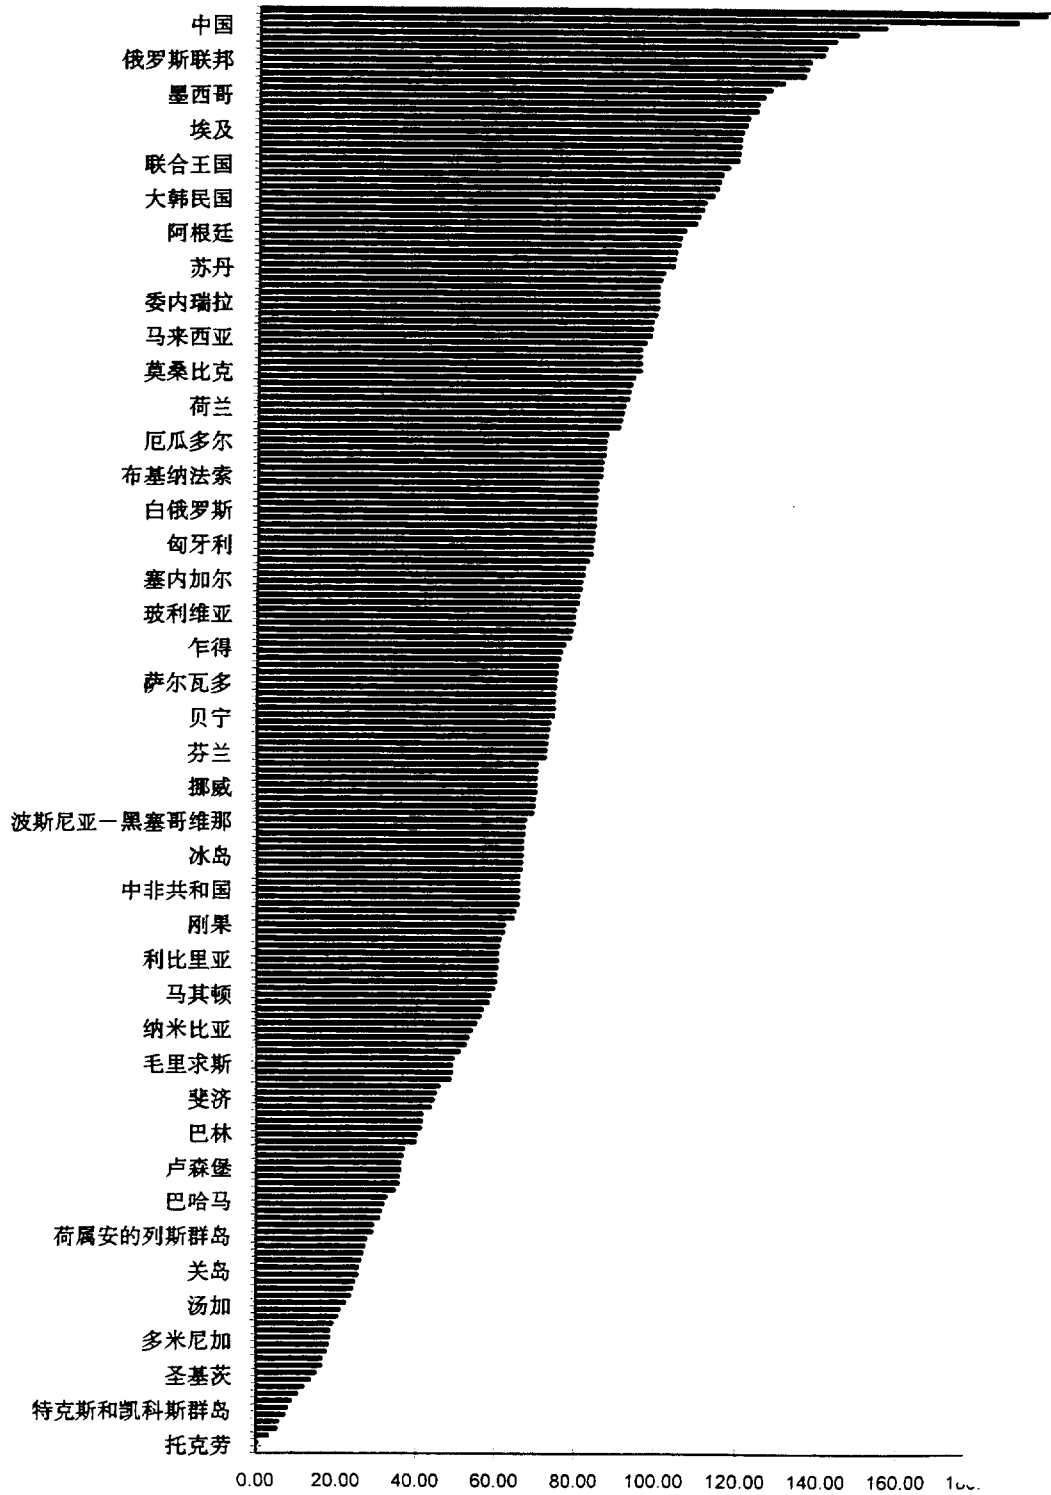 中国
俄罗斯联邦
墨西哥
埃及
联合王国
大韩民国
阿根廷
苏丹
委内瑞拉
马来西亚
莫桑比克
荷兰
厄瓜多尔
布基纳法索
白俄罗斯
匈牙利
塞内加尔
玻利维亚
乍得
萨尔瓦多
贝宁
芬兰
挪威
波斯尼亚－黑塞哥维那
冰岛
中非共和国
刚果
利比里亚
马其顿
纳米比亚
毛里求斯
斐济
巴林
卢森堡
巴哈马
荷属安的列斯群岛
关岛
汤加
多米尼加
圣基茨
特克斯和凯科斯群岛
托克劳
0.00 20.00 40.00 60.00 80.00 100.00 120.00 140.00 160.00